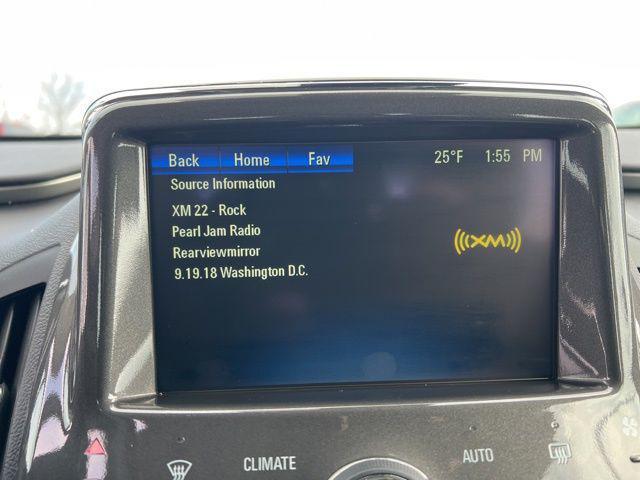 Back Home Fav 25°F 1:55 PM
Source Information
XM 22 - Rock
Pearl Jam Radio
Rearviewmirror
9.19.18 Washington D.C.
((XM))
CLIMATE AUTO